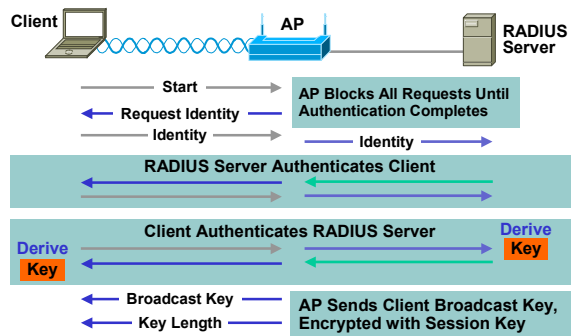 Client
AP
RADIUS
Server
Start
AP Blocks All Requests Until
Authentication Completes
Request Identity
Identity
Identity
RADIUS Server Authenticates Client
Client Authenticates RADIUS Server
Derive
Key
Derive
Key
Broadcast Key
Key Length
AP Sends Client Broadcast Key,
Encrypted with Session Key